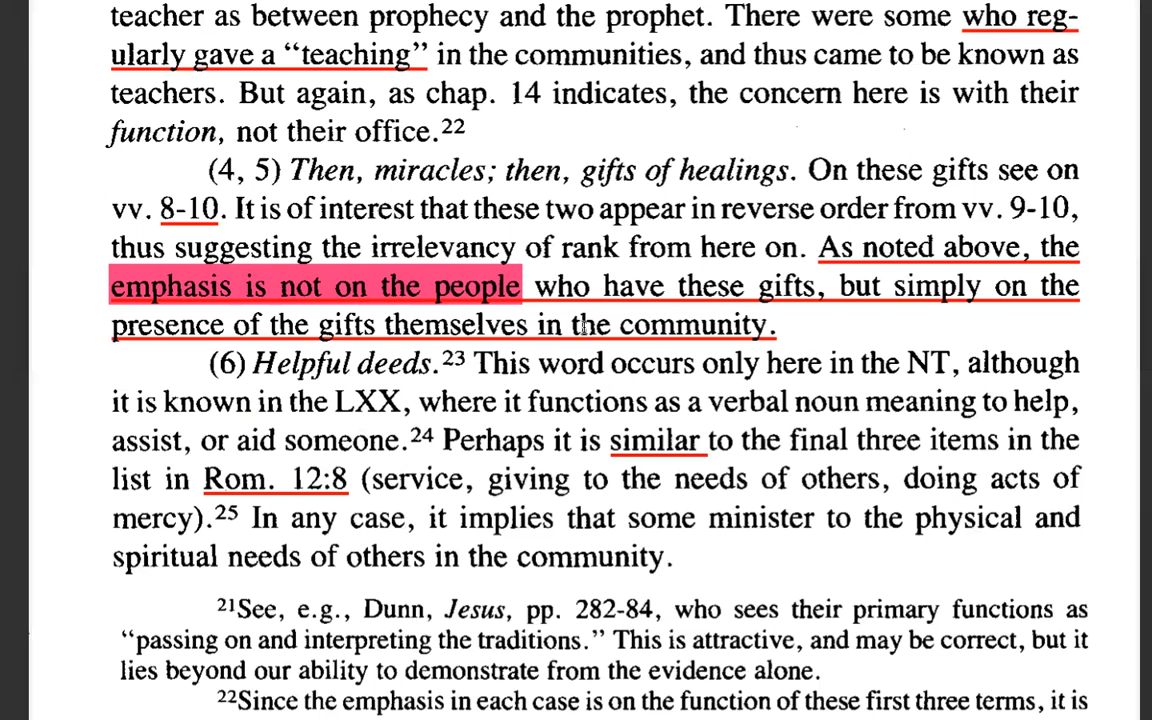 teacher as between prophecy and the prophet. There were some who reg-
ularly gave a “teaching” in the communities, and thus came to be known as
teachers. But again, as chap. 14 indicates, the concern here is with their
function, not their office.22
(4, 5) Then, miracles; then, gifts of healings. On these gifts see on
vv. 8-10. It is of interest that these two appear in reverse order from vv. 9-10,
thus suggesting the irrelevancy of rank from here on. As noted above, the
emphasis is not on the people who have these gifts, but simply on the
presence of the gifts themselves in the community.
(6) Helpful deeds.23 This word occurs only here in the NT, although
it is known in the LXX, where it functions as a verbal noun meaning to help,
assist, or aid someone.24 Perhaps it is similar to the final three items in the
list in Rom. 12:8 (service, giving to the needs of others, doing acts of
mercy).25 In any case, it implies that some minister to the physical and
spiritual needs of others in the community.
21See, e.g., Dunn, Jesus, pp. 282-84, who sees their primary functions as
“passing on and interpreting the traditions.” This is attractive, and may be correct, but it
lies beyond our ability to demonstrate from the evidence alone.
22Since the emphasis in each case is on the function of these first three terms, it is